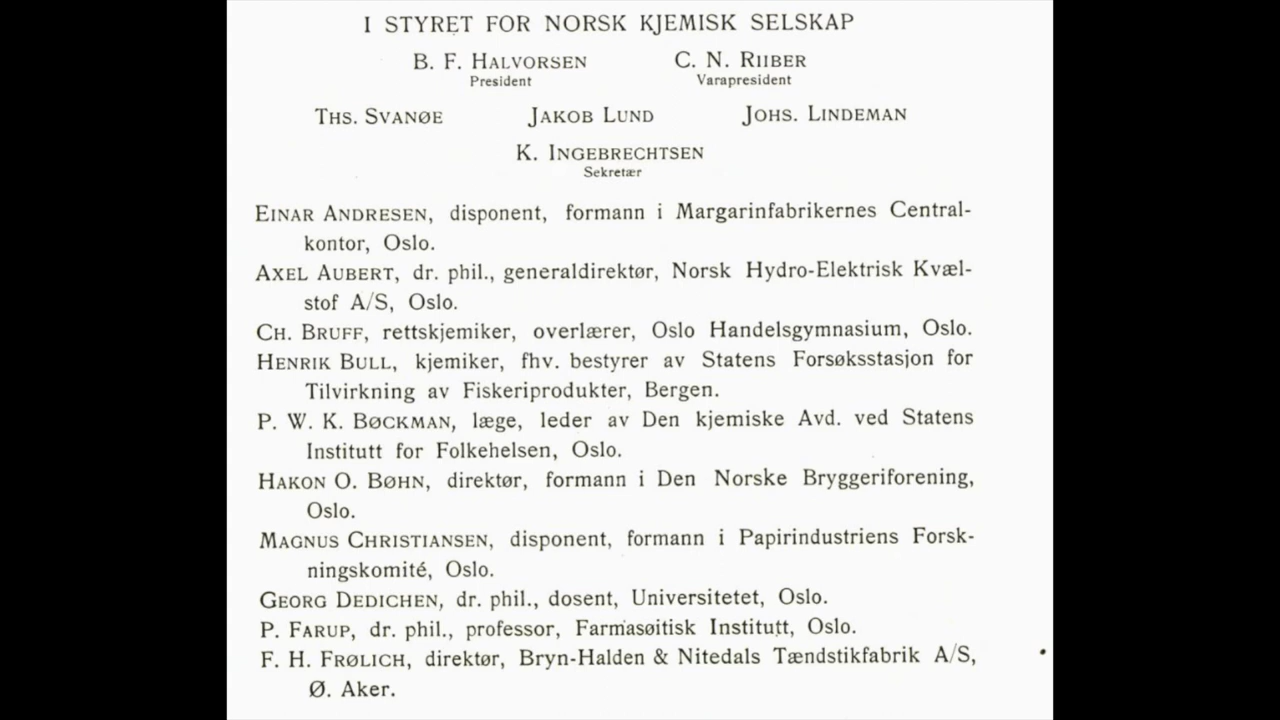 I STYRET FOR NORSK KJEMISK SELSKAP
B. F. HALVORSEN C. N. RIIBER
President Varapresident
THS. SVANØE JAKOB LUND JOHS. LINDEMAN
K. INGEBRECHTSEN
Sekretær
EINAR ANDRESEN, disponent, formann i Margarinfabrikernes Central-
kontor, Oslo.
AXEL AUBERT, dr. phil., generaldirektør, Norsk Hydro-Elektrisk Kvæl-
stof A/S, Oslo.
CH. BRUFF, rettskjemiker, overlærer, Oslo Handelsgymnasium, Oslo.
HENRIK BULL, kjemiker, fhv. bestyrer av Statens Forsøksstasjon for
Tilvirkning av Fiskeriprodukter, Bergen.
P. W. K. BØCKMAN, læge, leder av Den kjemiske Avd. ved Statens
Institutt for Folkehelsen, Oslo.
HAKON O. BØHN, direktør, formann i Den Norske Bryggeriforening,
Oslo.
MAGNUS CHRISTIANSEN, disponent, formann i Papirindustriens Forsk-
ningskomité, Oslo.
GEORG DEDICHEN, dr. phil., dosent, Universitetet, Oslo.
P. FARUP, dr. phil., professor, Farmasøitisk Institutt, Oslo.
F. H. FRØLICH, direktør, Bryn-Halden & Nitedals Tændstikfabrik A/S,
Ø. Aker.